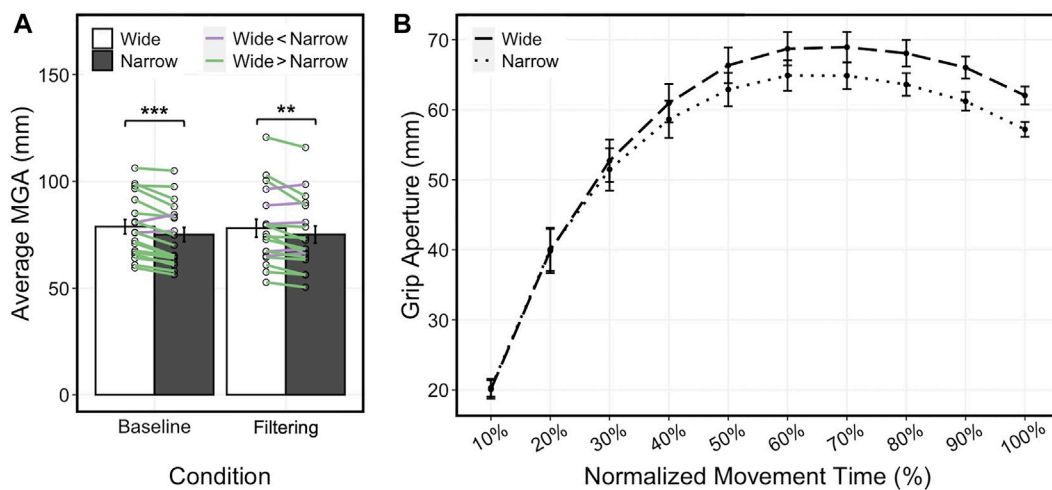 A
Wide
Narrow
Wide<Narrow
Wide>Narrow
150
100
50
0
Average MGA (mm)
***
**
Baseline
Filtering
Condition
B
Wide
Narrow
70
60
50
40
30
20
Grip Aperture (mm)
10%
20%
30%
40%
50%
60%
70%
80%
90%
100%
Normalized Movement Time (%)